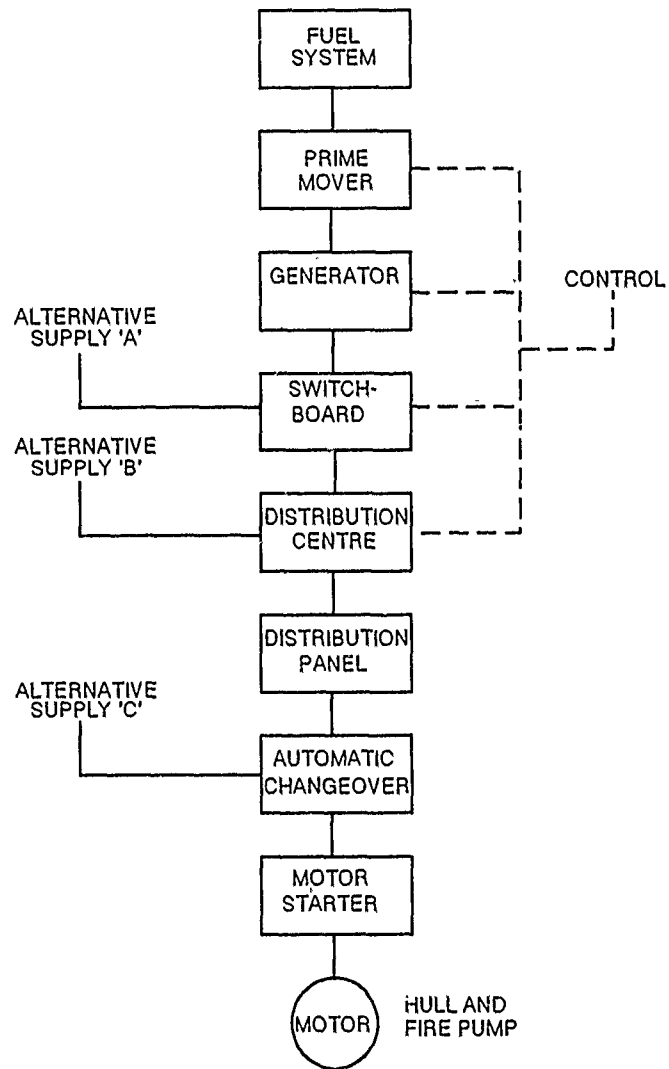 FUEL
SYSTEM
PRIME
MOVER
GENERATOR
CONTROL
ALTERNATIVE
SUPPLY 'A'
SWITCH-
BOARD
ALTERNATIVE
SUPPLY 'B'
DISTRIBUTION
CENTRE
DISTRIBUTION
PANEL
ALTERNATIVE
SUPPLY 'C'
AUTOMATIC
CHANGEOVER
MOTOR
STARTER
MOTOR
HULL AND
FIRE PUMP